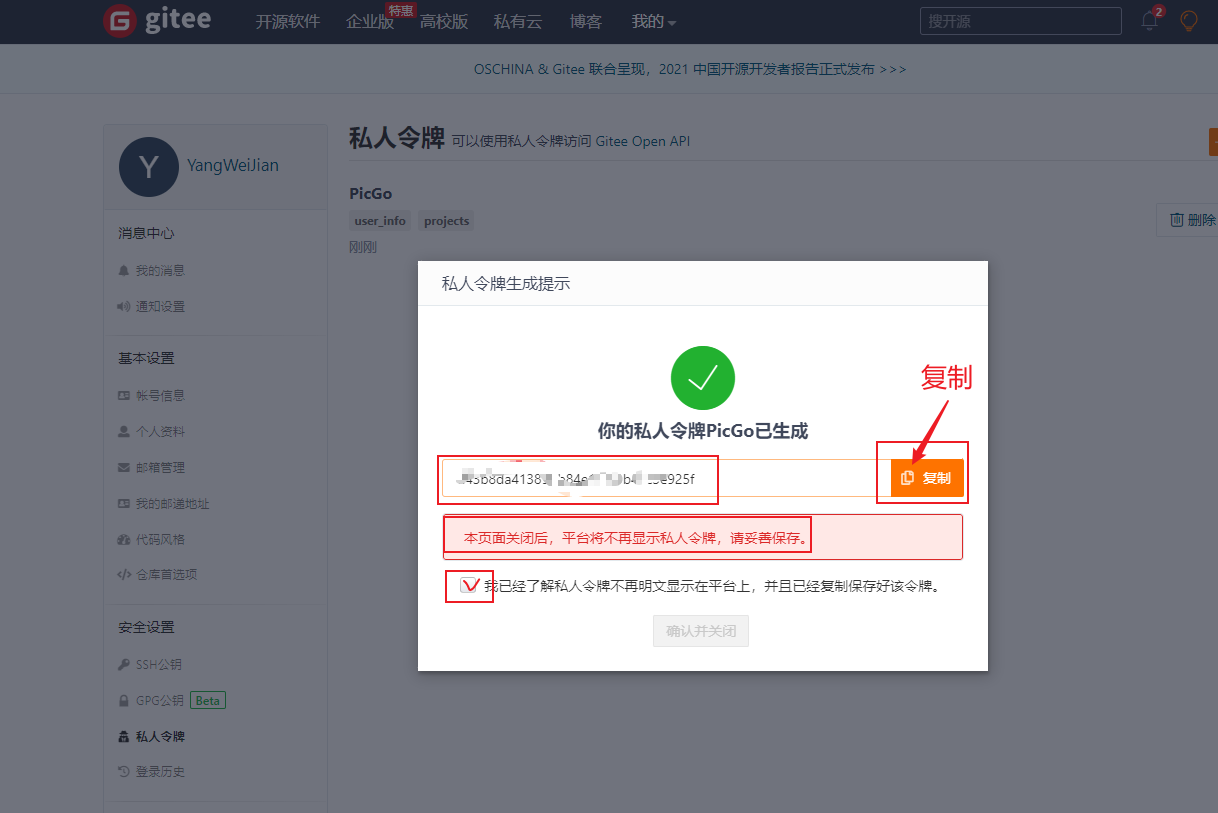 gitee 开源软件 企业版 特惠 高校版 私有云 博客 我的 搜开源 2
OSCHINA & Gitee 联合呈现，2021 中国开源开发者报告正式发布 >>>
Y YangWeiJian
消息中心
我的消息
通知设置
基本设置
帐号信息
个人资料
邮箱管理
我的邮递地址
代码风格
仓库首选项
安全设置
SSH公钥
GPG公钥 Beta
私人令牌
登录历史
私人令牌 可以使用私人令牌访问 Gitee Open API
PicGo
user_info projects
刚刚
删除
私人令牌生成提示
复制
你的私人令牌PicGo已生成
复制
本页面关闭后，平台将不再显示私人令牌，请妥善保存。
我已经了解私人令牌不再明文显示在平台上，并且已经复制保存好该令牌。
确认并关闭